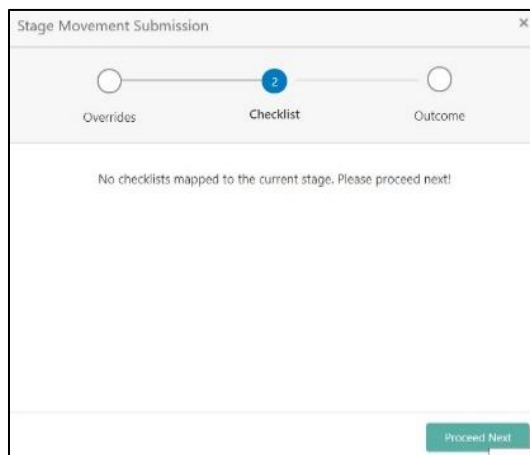 Stage Movement Submission ×
2
Overrides Checklist Outcome
No checklists mapped to the current stage. Please proceed next!
Proceed Next